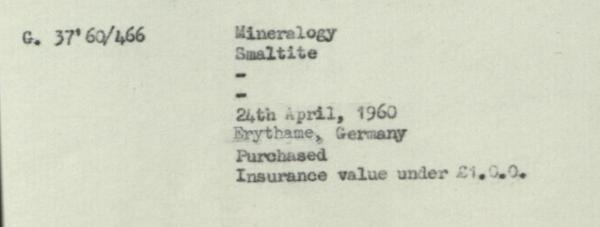 G. 37'60/466
Mineralogy
Smaltite
-
-
24th April, 1960
Erythame, Germany
Purchased
Insurance value under £1.0.0.